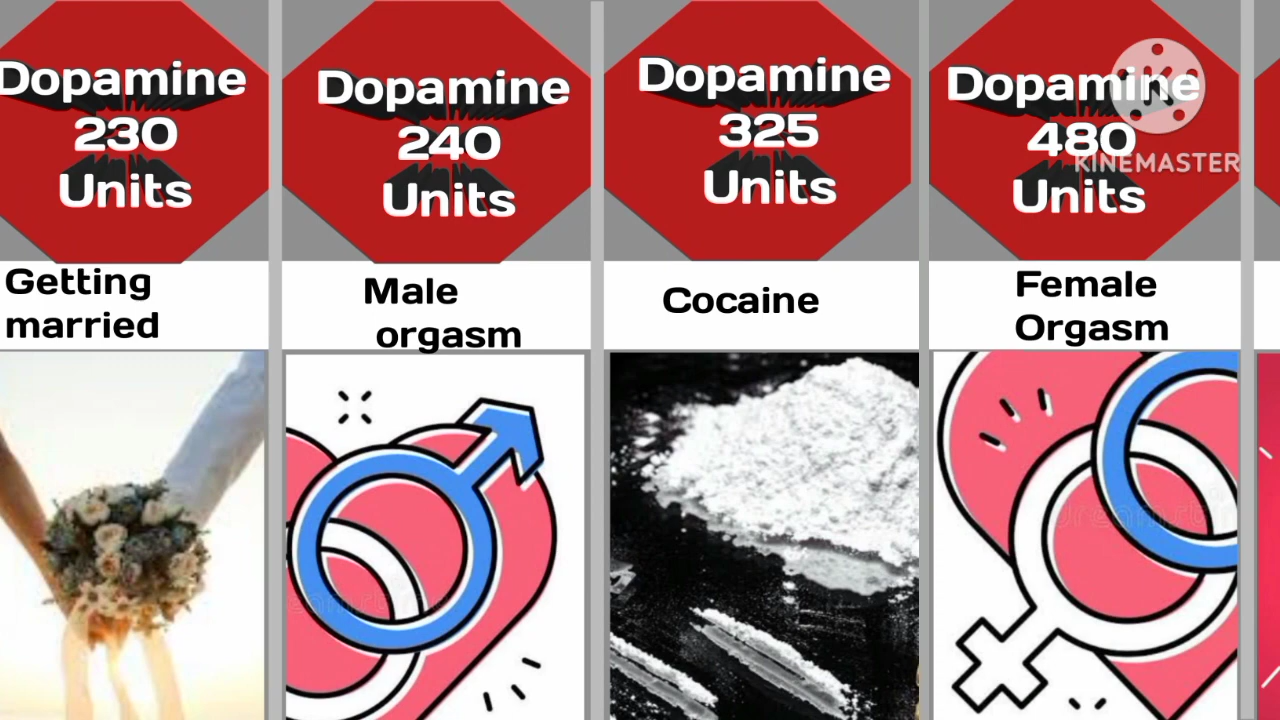 Dopamine
230
Units
Getting
married
Dopamine
240
Units
Male
orgasm
Dopamine
325
Units
Cocaine
Dopamine
480
Units
KINEMASTER
Female
Orgasm